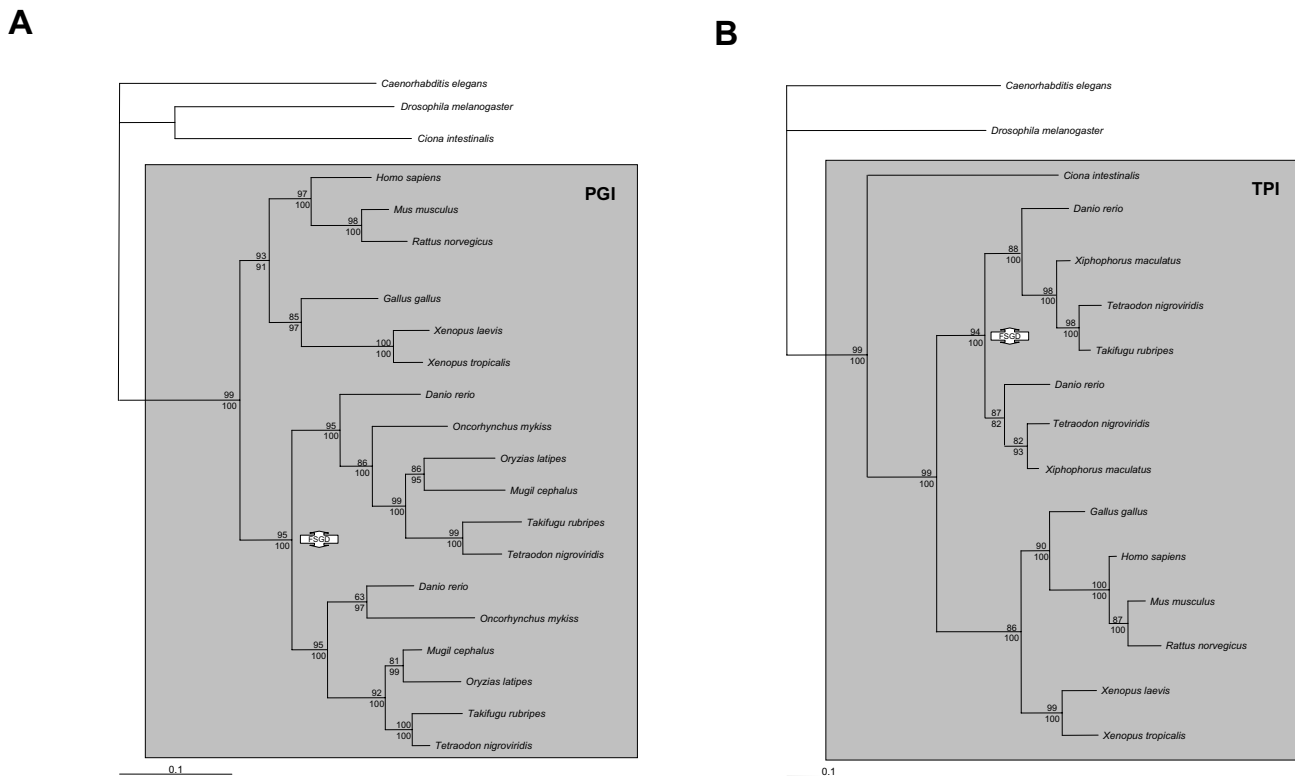 A
Caenorhabditis elegans
Drosophila melanogaster
Ciona intestinalis
PGI
Homo sapiens
97
100
Mus musculus
98
100
Rattus norvegicus
93
91
Gallus gallus
85
97
Xenopus laevis
100
100
Xenopus tropicalis
99
100
Danio rerio
95
100
Oncorhynchus mykiss
86
100
Oryzias latipes
86
95
Mugil cephalus
99
100
Takifugu rubripes
99
100
Tetraodon nigroviridis
95
100
FSGD
Danio rerio
63
97
Oncorhynchus mykiss
95
100
Mugil cephalus
81
99
Oryzias latipes
92
100
Takifugu rubripes
100
100
Tetraodon nigroviridis
0.1
B
Caenorhabditis elegans
Drosophila melanogaster
Ciona intestinalis
TPI
Danio rerio
88
100
Xiphophorus maculatus
98
100
Tetraodon nigroviridis
98
100
Takifugu rubripes
94
100
FSGD
99
100
Danio rerio
87
82
Tetraodon nigroviridis
82
93
Xiphophorus maculatus
99
100
Gallus gallus
90
100
Homo sapiens
100
100
Mus musculus
87
100
Rattus norvegicus
86
100
Xenopus laevis
99
100
Xenopus tropicalis
0.1